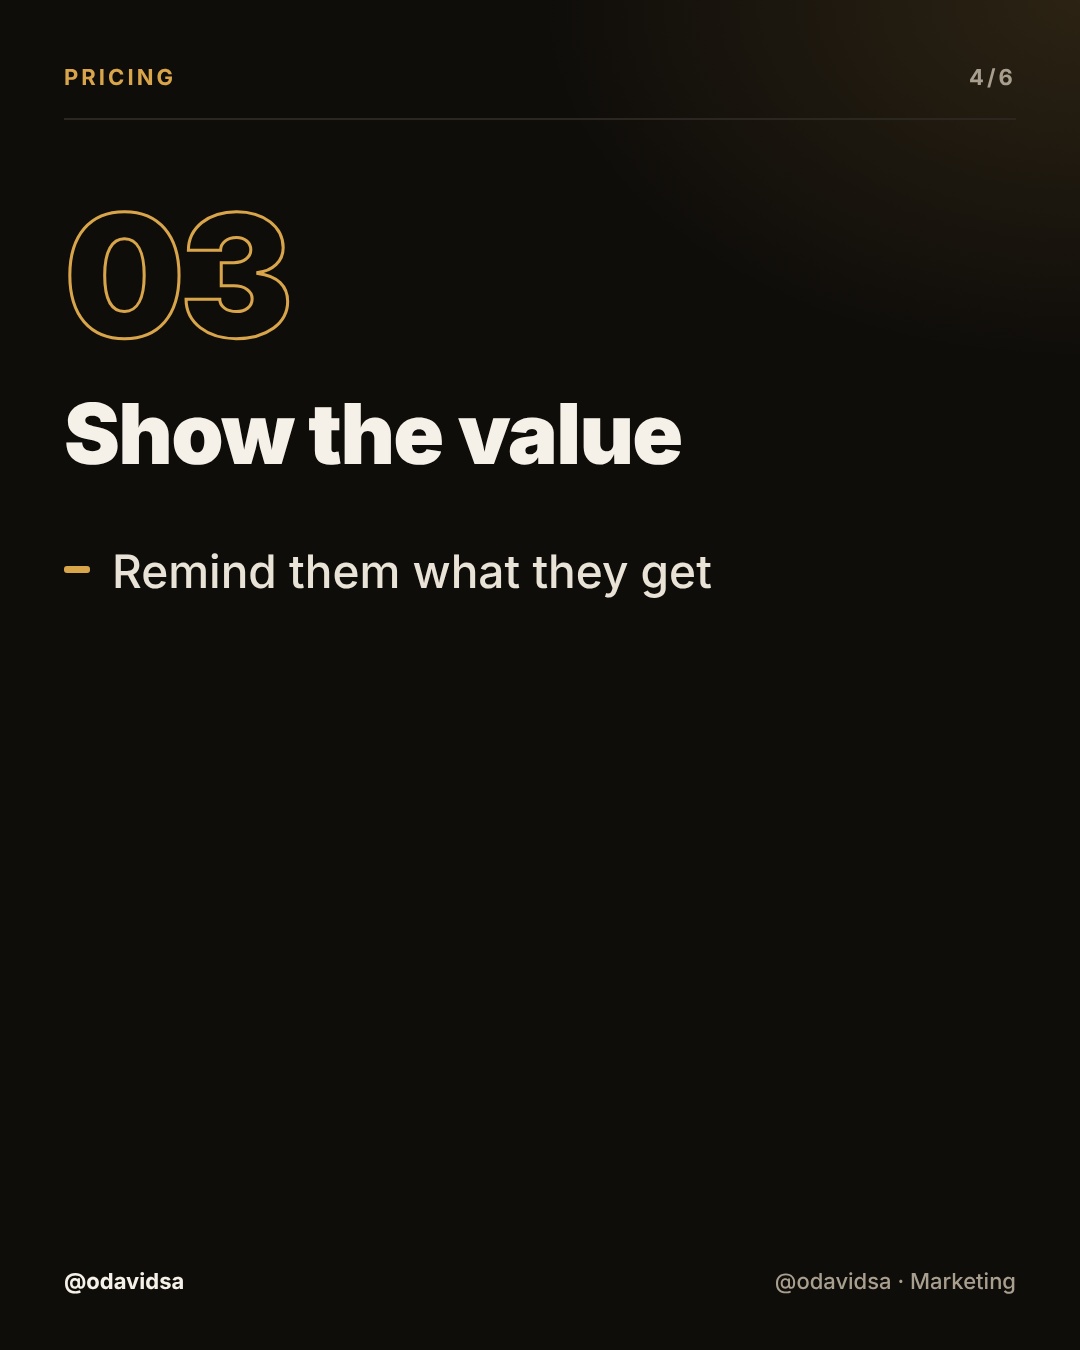 PRICING
4/6
03
Show the value
Remind them what they get
@odavidsa
@odavidsa · Marketing